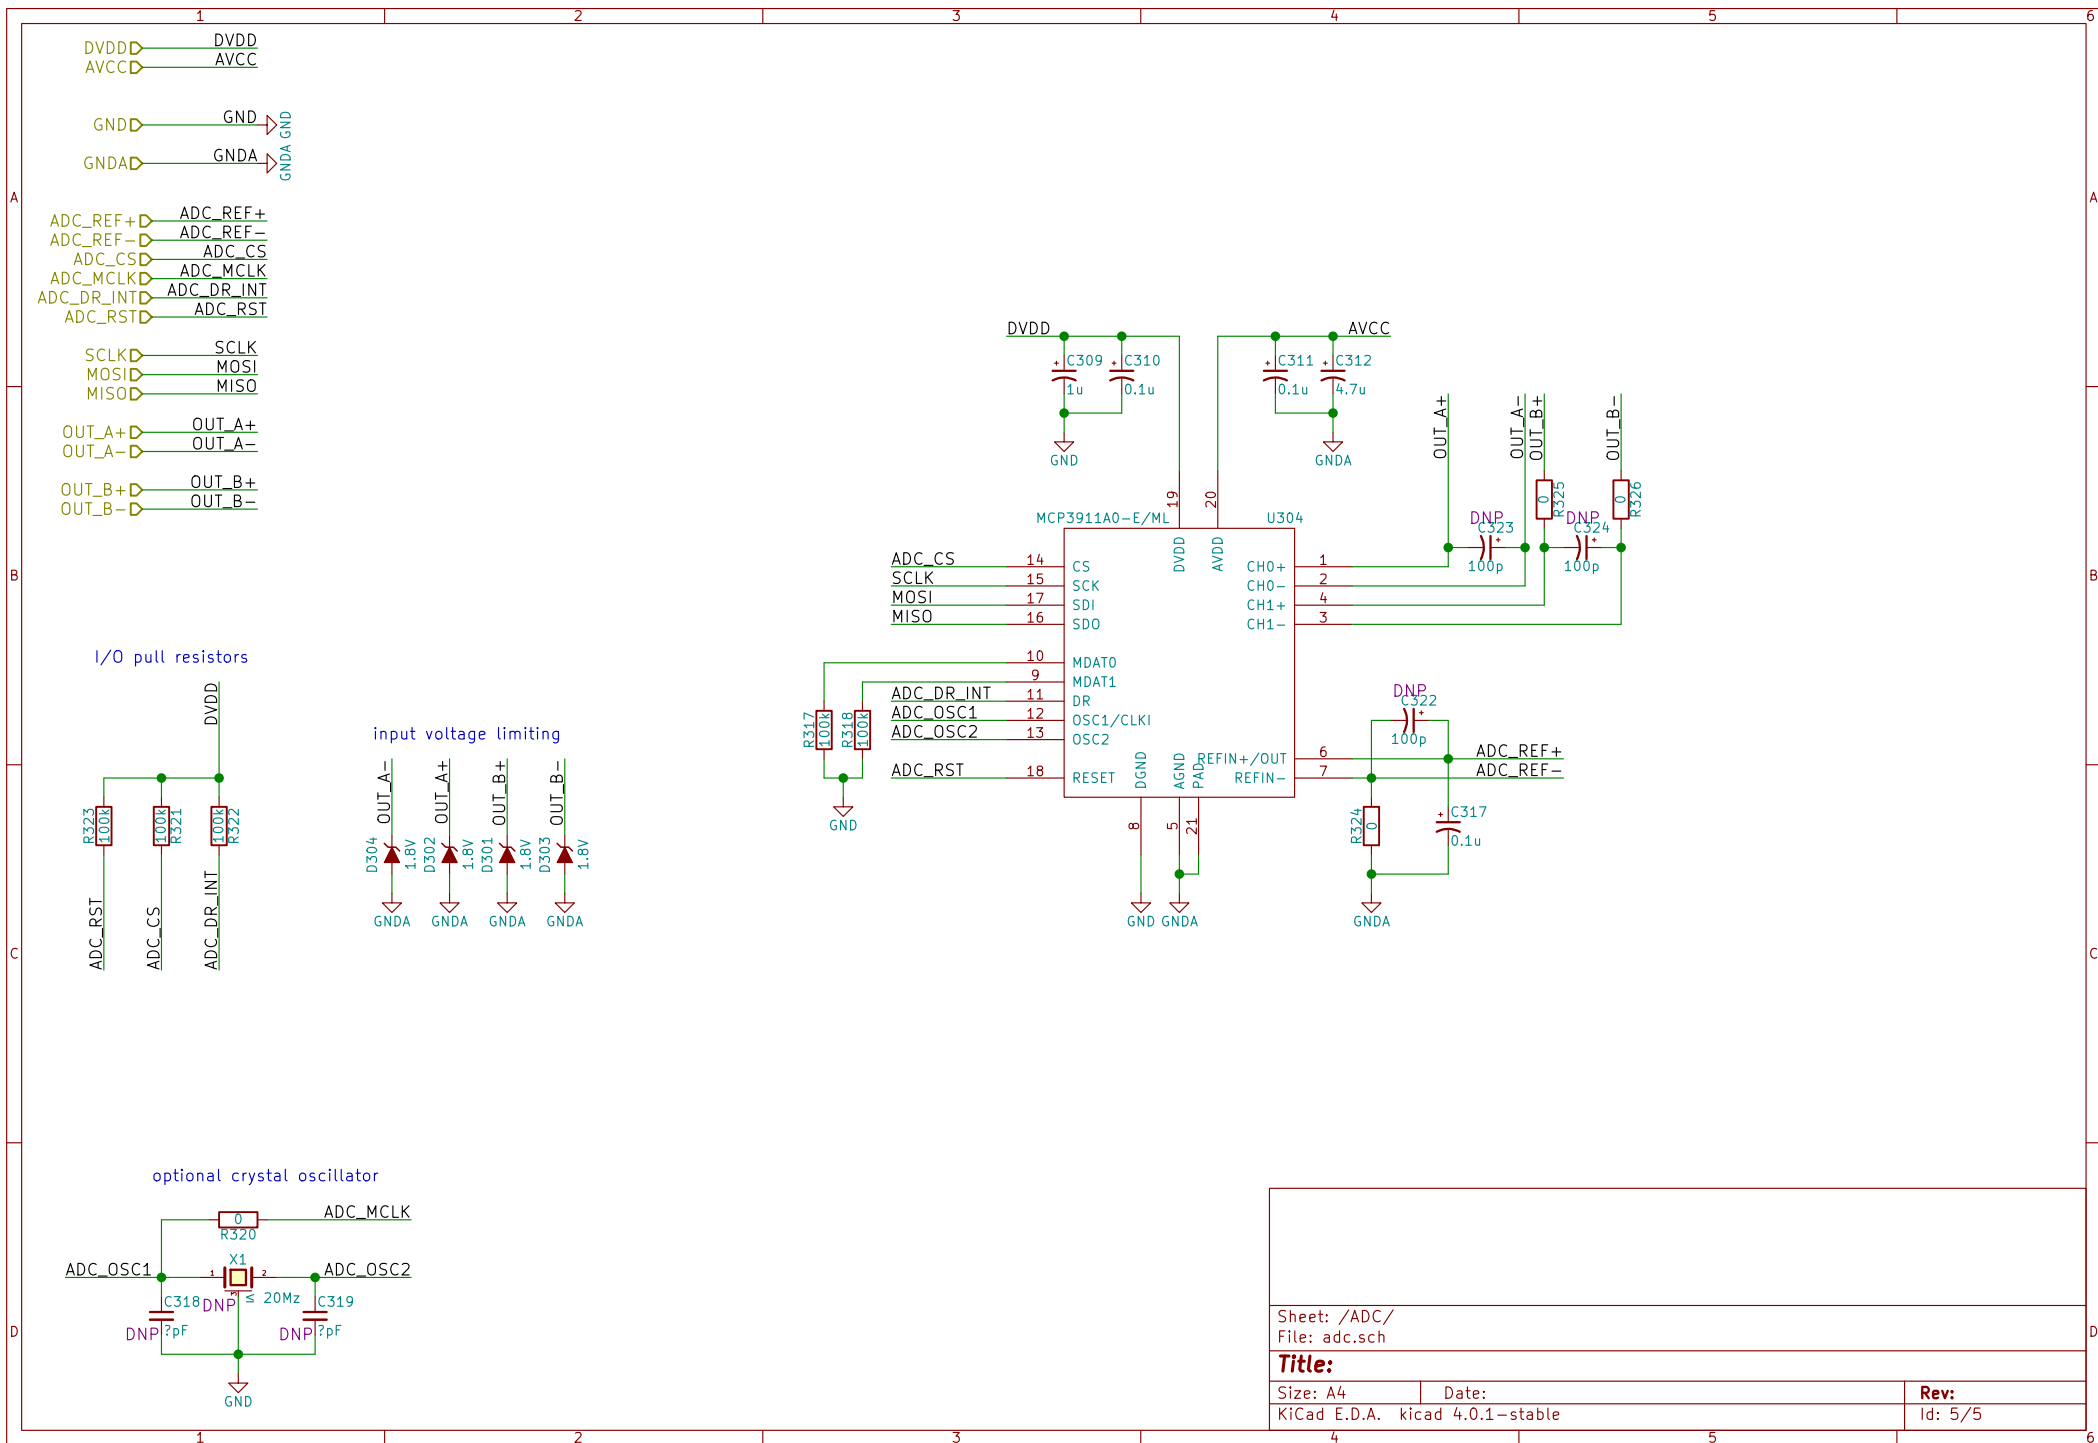 1 2 3 4 5 6
DVDD DVDD
AVCC AVCC
GND GND GND
GNDA GNDA GNDA
A A
ADC_REF+ ADC_REF+
ADC_REF- ADC_REF-
ADC_CS ADC_CS
ADC_MCLK ADC_MCLK
ADC_DR_INT ADC_DR_INT
ADC_RST ADC_RST
SCLK SCLK
MOSI MOSI
MISO MISO
OUT_A+ OUT_A+
OUT_A- OUT_A-
OUT_B+ OUT_B+
OUT_B- OUT_B-
DVDD AVCC
+ C309 + C310 + C311 + C312
1u 0.1u 0.1u 4.7u
GND GNDA
OUT_A+ OUT_A- OUT_B+ OUT_B-
19 20
0 R325 0 R326
MCP3911A0-E/ML U304
DNP DNP
C323 C324
+ +
100p 100p
DVDD AVDD
B B
ADC_CS 14 CS CH0+ 1
SCLK 15 SCK CH0- 2
MOSI 17 SDI CH1+ 4
MISO 16 SDO CH1- 3
10 MDAT0
9 MDAT1
ADC_DR_INT 11 DR
ADC_OSC1 12 OSC1/CLKI
ADC_OSC2 13 OSC2
ADC_RST 18 RESET
R317 100k R318 100k
GND
DNP
C322
+
100p
REFIN+/OUT 6 ADC_REF+
REFIN- 7 ADC_REF-
DGND AGND PAD
8 5 21
GND GNDA
R324 0
+ C317
0.1u
GNDA
I/O pull resistors
DVDD
R323 100k 100k R321 100k R322
ADC_RST ADC_CS ADC_DR_INT
input voltage limiting
OUT_A- OUT_A+ OUT_B+ OUT_B-
D304 1.8V D302 1.8V D301 1.8V D303 1.8V
GNDA GNDA GNDA GNDA
C C
optional crystal oscillator
0 ADC_MCLK
R320
X1
ADC_OSC1 1 2 ADC_OSC2
3
C318 DNP ≤ 20Mz C319
DNP ?pF DNP ?pF
GND
D D
Sheet: /ADC/
File: adc.sch
Title:
Size: A4 Date: Rev:
KiCad E.D.A. kicad 4.0.1-stable Id: 5/5
1 2 3 4 5 6